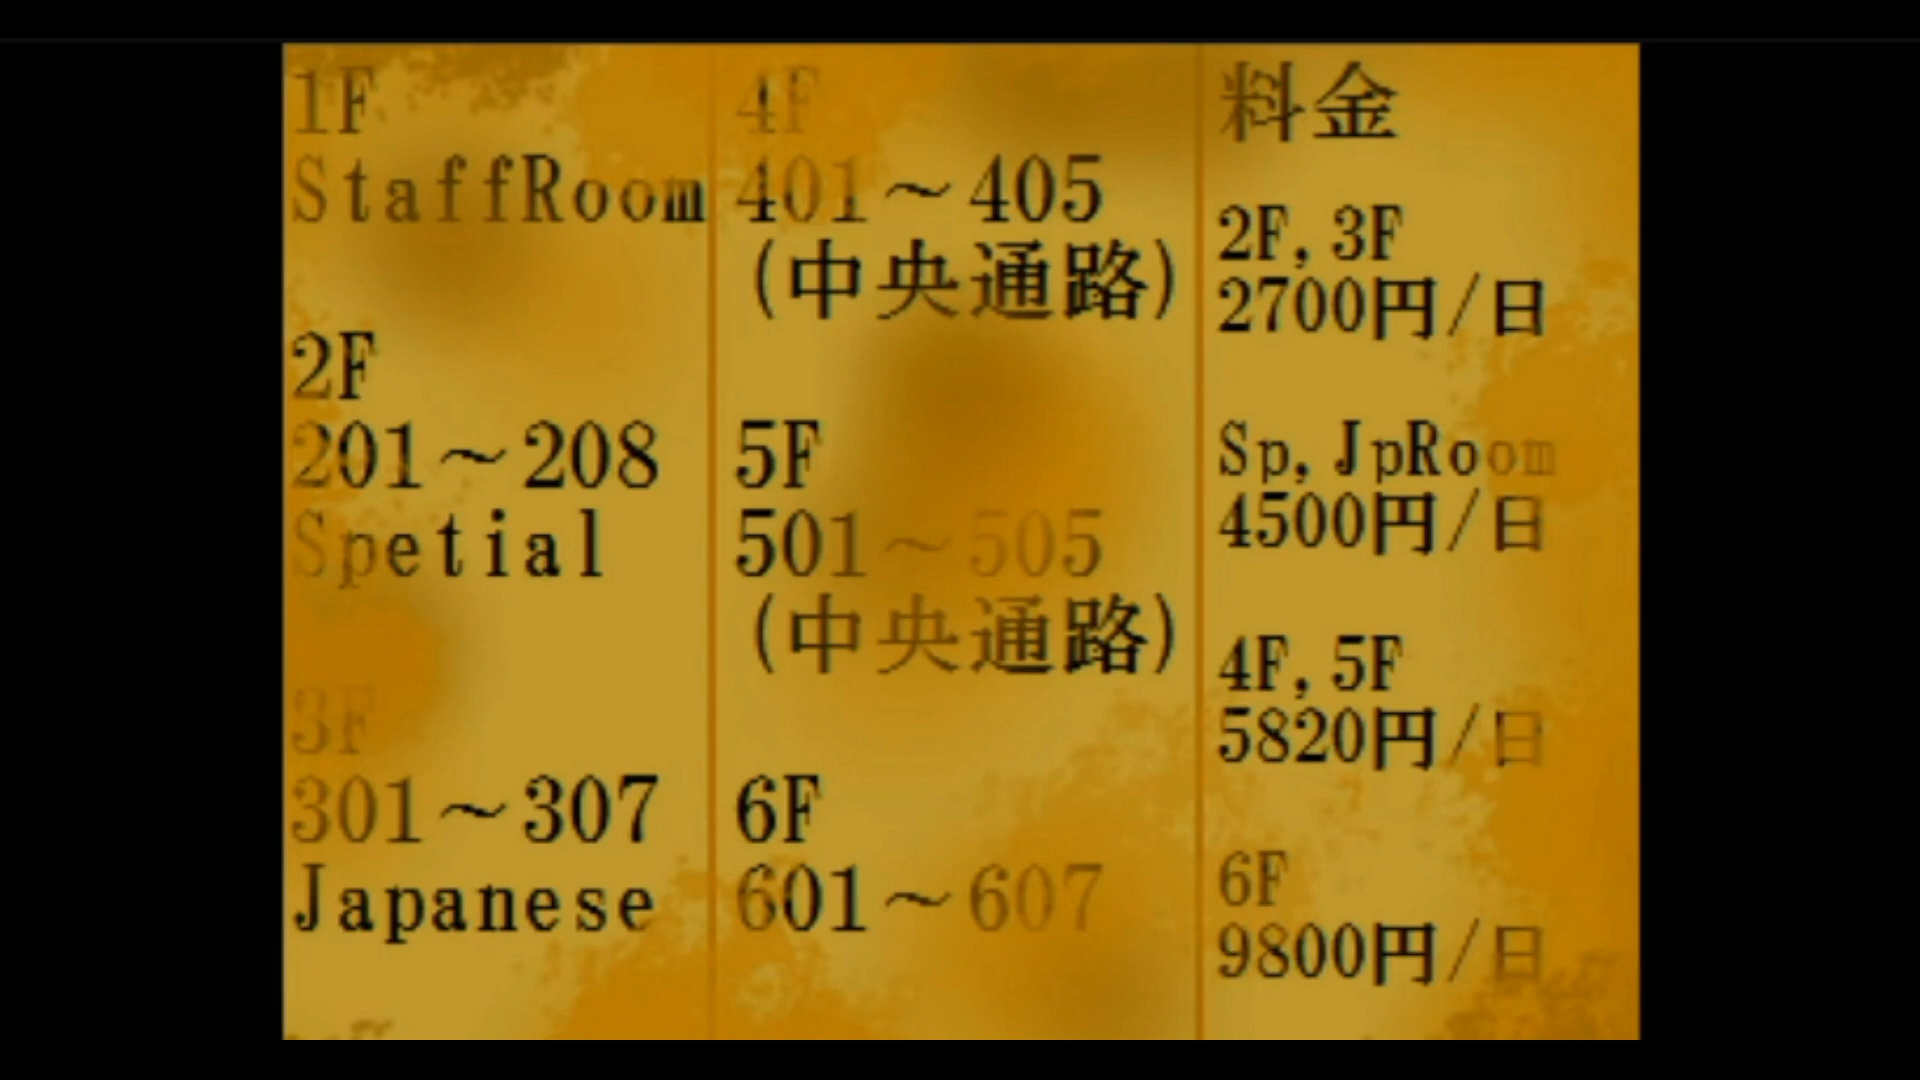 1F
StaffRoom
2F
201～208
Spetial
3F
301～307
Japanese
4F
401～405
(中央通路)
5F
501～505
(中央通路)
6F
601～607
料金
2F,3F
2700円/日
Sp,JpRoom
4500円/日
4F,5F
5820円/日
6F
9800円/日